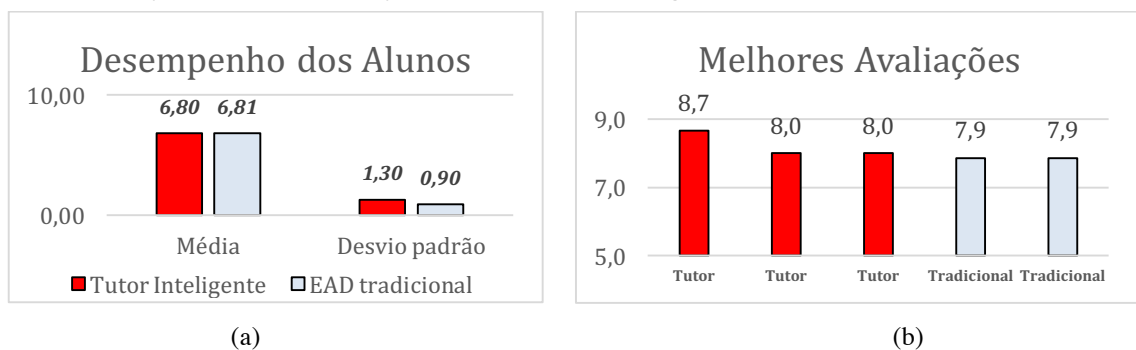 Desempenho dos Alunos
10,00
6,80 6,81
1,30 0,90
0,00
Média Desvio padrão
Tutor Inteligente EAD tradicional
(a)
Melhores Avaliações
8,7 8,0 8,0 7,9 7,9
9,0
7,0
5,0
Tutor Tutor Tutor Tradicional Tradicional
(b)